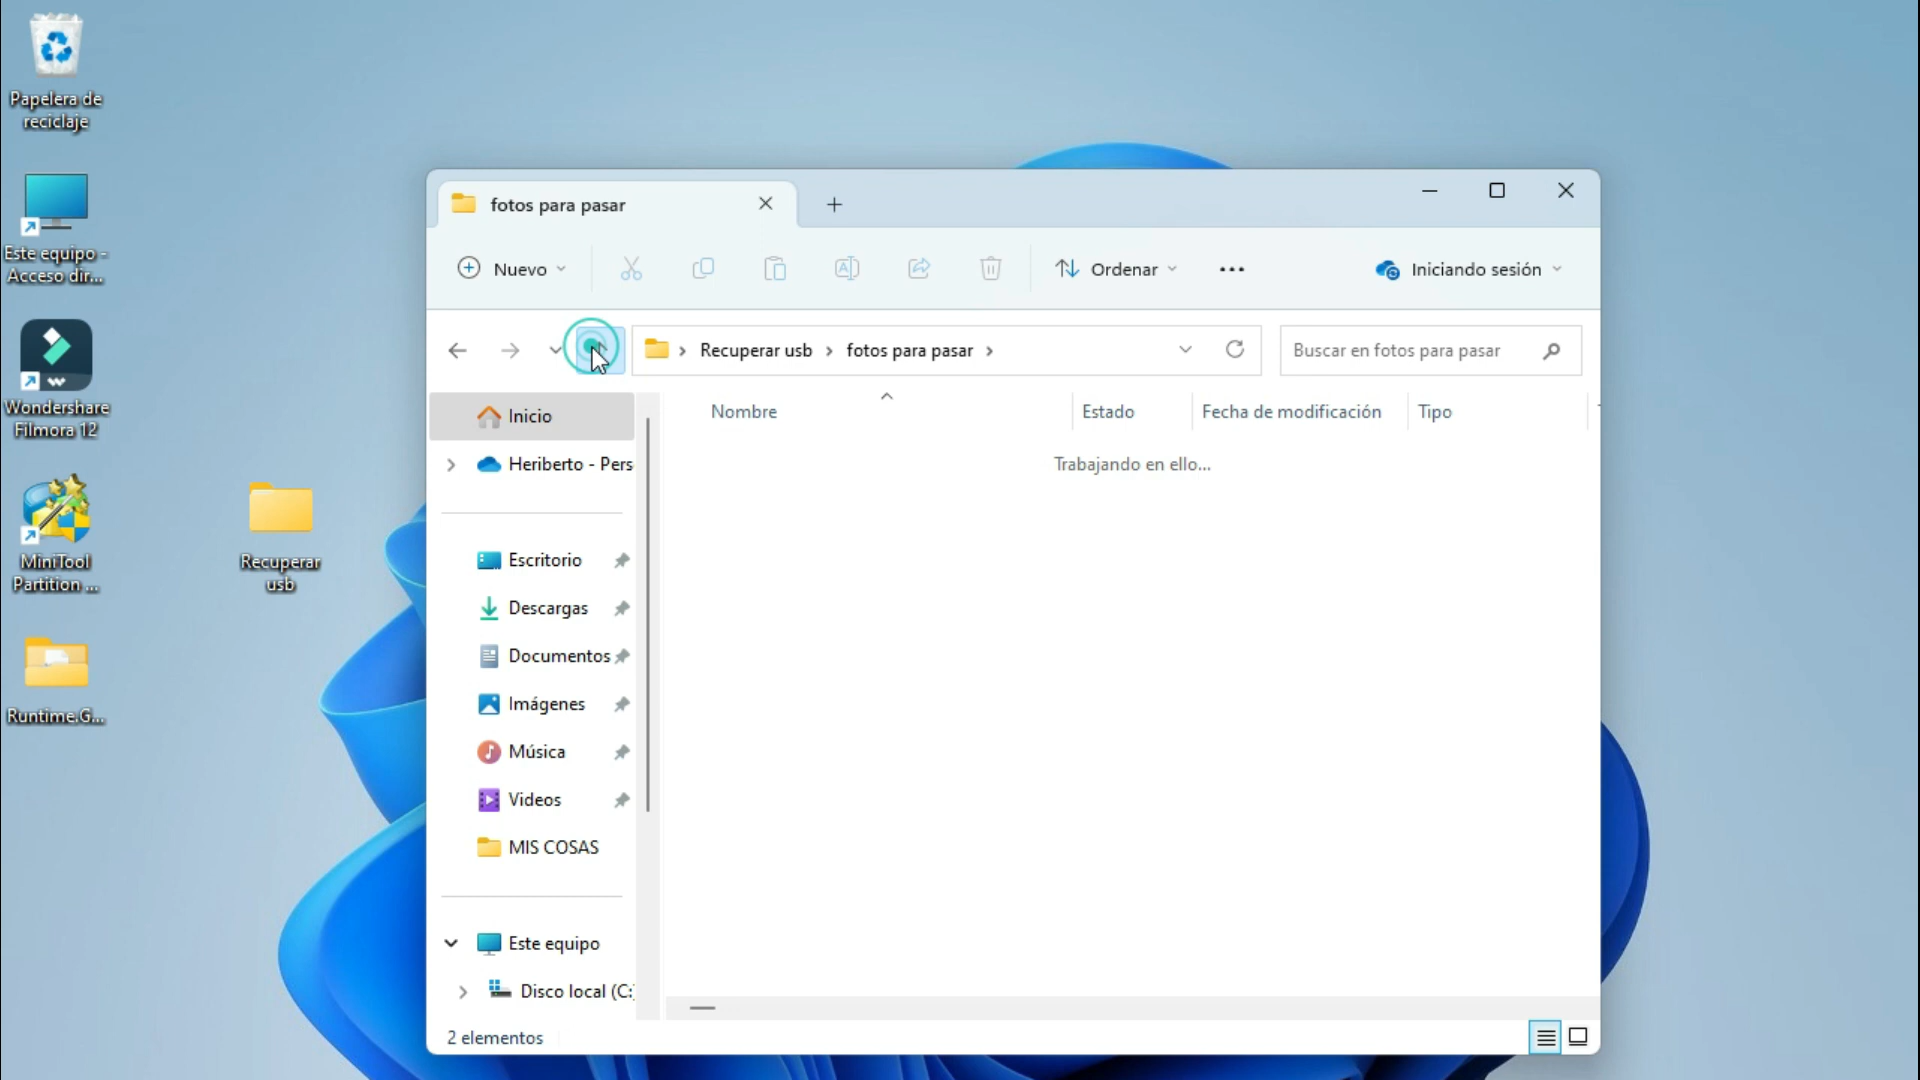 Papelera de
reciclaje
Este equipo -
Acceso dir...
Wondershare
Filmora 12
MiniTool
Partition ...
Runtime.G...
Recuperar
usb
fotos para pasar
Nuevo
Ordenar
Iniciando sesión
Recuperar usb
fotos para pasar
Buscar en fotos para pasar
Nombre
Estado
Fecha de modificación
Tipo
Trabajando en ello...
Inicio
Heriberto - Pers
Escritorio
Descargas
Documentos
Imágenes
Música
Videos
MIS COSAS
Este equipo
Disco local (C:)
2 elementos